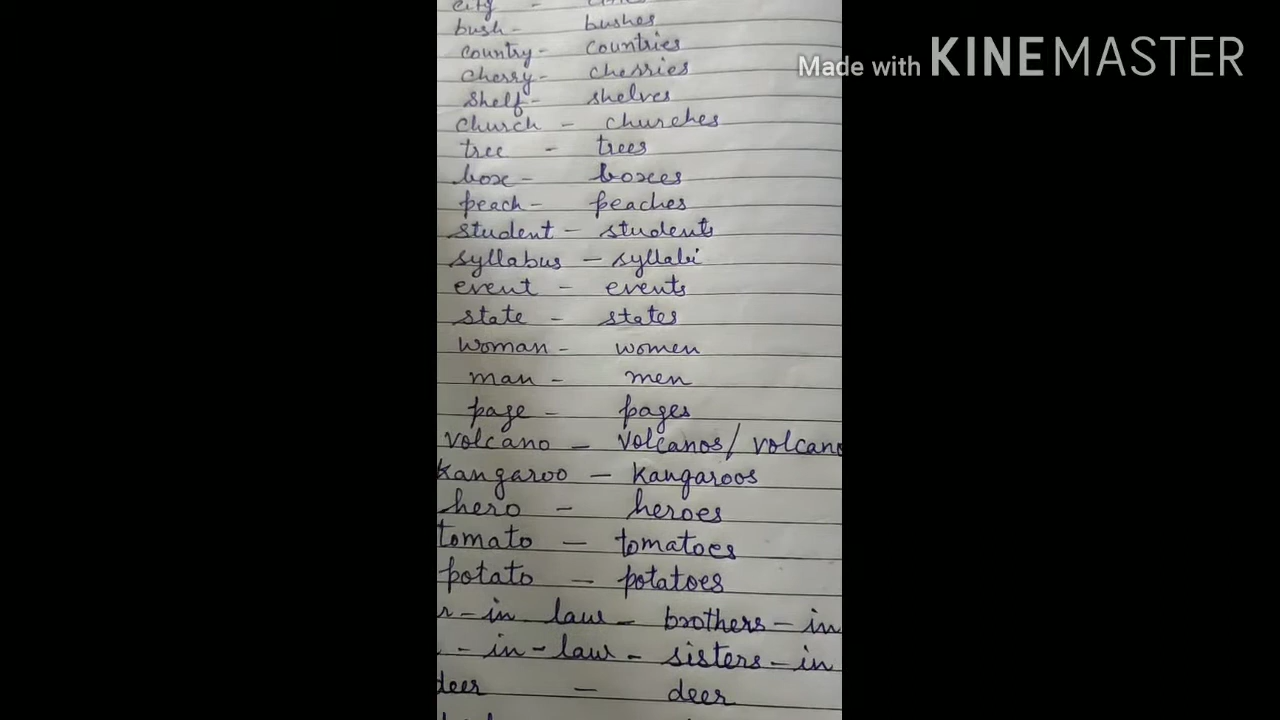 city -
bush - bushes
Made with KINEMASTER
country - countries
cherry - cherries
shelf - shelves
church - churches
tree - trees
box - boxes
peach - peaches
student - students
syllabus - syllabi
event - events
state - states
woman - women
man - men
page - pages
volcano - volcanos/ volcano
kangaroo - kangaroos
hero - heroes
tomato - tomatoes
potato - potatoes
r-in law - brothers-in
-in-law - sisters-in
deer - deer